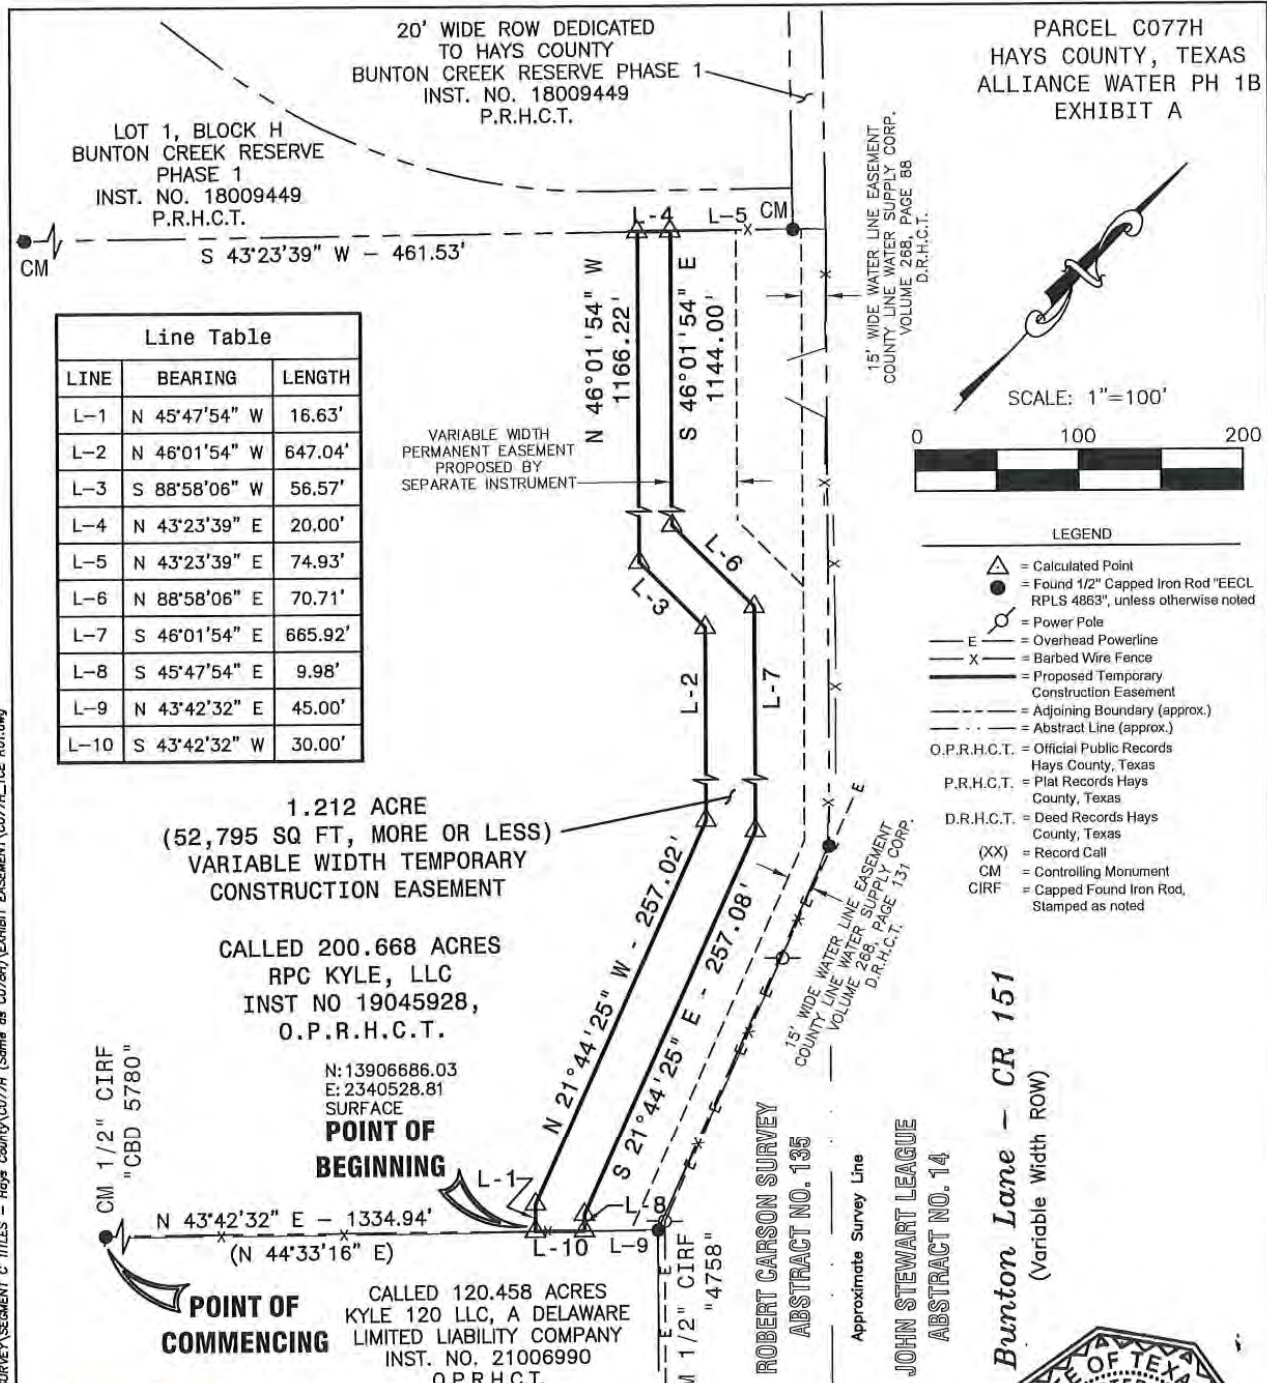 20' WIDE ROW DEDICATED
TO HAYS COUNTY
BUNTON CREEK RESERVE PHASE 1
INST. NO. 18009449
P.R.H.C.T.
PARCEL C077H
HAYS COUNTY, TEXAS
ALLIANCE WATER PH 1B
EXHIBIT A
LOT 1, BLOCK H
BUNTON CREEK RESERVE
PHASE 1
INST. NO. 18009449
P.R.H.C.T.
15' WIDE WATER LINE EASEMENT
COUNTY LINE WATER SUPPLY CORP.
VOLUME 268, PAGE 88
D.R.H.C.T.
L-4
L-5
CM
CM
S 43°23'39" W - 461.53'
N 46°01'54" W
1166.22'
S 46°01'54" E
1144.00'
SCALE: 1"=100'
0 100 200
Line Table
LINE BEARING LENGTH
L-1 N 45°47'54" W 16.63'
L-2 N 46°01'54" W 647.04'
L-3 S 88°58'06" W 56.57'
L-4 N 43°23'39" E 20.00'
L-5 N 43°23'39" E 74.93'
L-6 N 88°58'06" E 70.71'
L-7 S 46°01'54" E 665.92'
L-8 S 45°47'54" E 9.98'
L-9 N 43°42'32" E 45.00'
L-10 S 43°42'32" W 30.00'
VARIABLE WIDTH
PERMANENT EASEMENT
PROPOSED BY
SEPARATE INSTRUMENT
X
X
X
X
X
X
L-6
L-3
L-2
L-7
LEGEND
= Calculated Point
= Found 1/2" Capped Iron Rod "EECL
RPLS 4863", unless otherwise noted
= Power Pole
E = Overhead Powerline
X = Barbed Wire Fence
= Proposed Temporary
Construction Easement
= Adjoining Boundary (approx.)
= Abstract Line (approx.)
O.P.R.H.C.T. = Official Public Records
Hays County, Texas
P.R.H.C.T. = Plat Records Hays
County, Texas
D.R.H.C.T. = Deed Records Hays
County, Texas
(XX) = Record Call
CM = Controlling Monument
CIRF = Capped Found Iron Rod,
Stamped as noted
1.212 ACRE
(52,795 SQ FT, MORE OR LESS)
VARIABLE WIDTH TEMPORARY
CONSTRUCTION EASEMENT
CALLED 200.668 ACRES
RPC KYLE, LLC
INST NO 19045928,
O.P.R.H.C.T.
N 21°44'25" W - 257.02'
S 21°44'25" E - 257.08'
15' WIDE WATER LINE EASEMENT
COUNTY LINE WATER SUPPLY CORP.
VOLUME 268, PAGE 131
D.R.H.C.T.
E
E
X
E
E
X
E
E
X
N:13906686.03
E:2340528.81
SURFACE
POINT OF
BEGINNING
CM 1/2" CIRF
"CBD 5780"
L-1
L-8
L-10
L-9
N 43°42'32" E - 1334.94'
X
X
X
(N 44°33'16" E)
POINT OF
COMMENCING
CALLED 120.458 ACRES
KYLE 120 LLC, A DELAWARE
LIMITED LIABILITY COMPANY
INST. NO. 21006990
O.P.R.H.C.T.
M 1/2" CIRF
"4758"
E
E
ROBERT CARSON SURVEY
ABSTRACT NO. 135
Approximate Survey Line
JOHN STEWART LEAGUE
ABSTRACT NO. 14
Bunton Lane - CR 151
(Variable Width ROW)
E OF TEXA